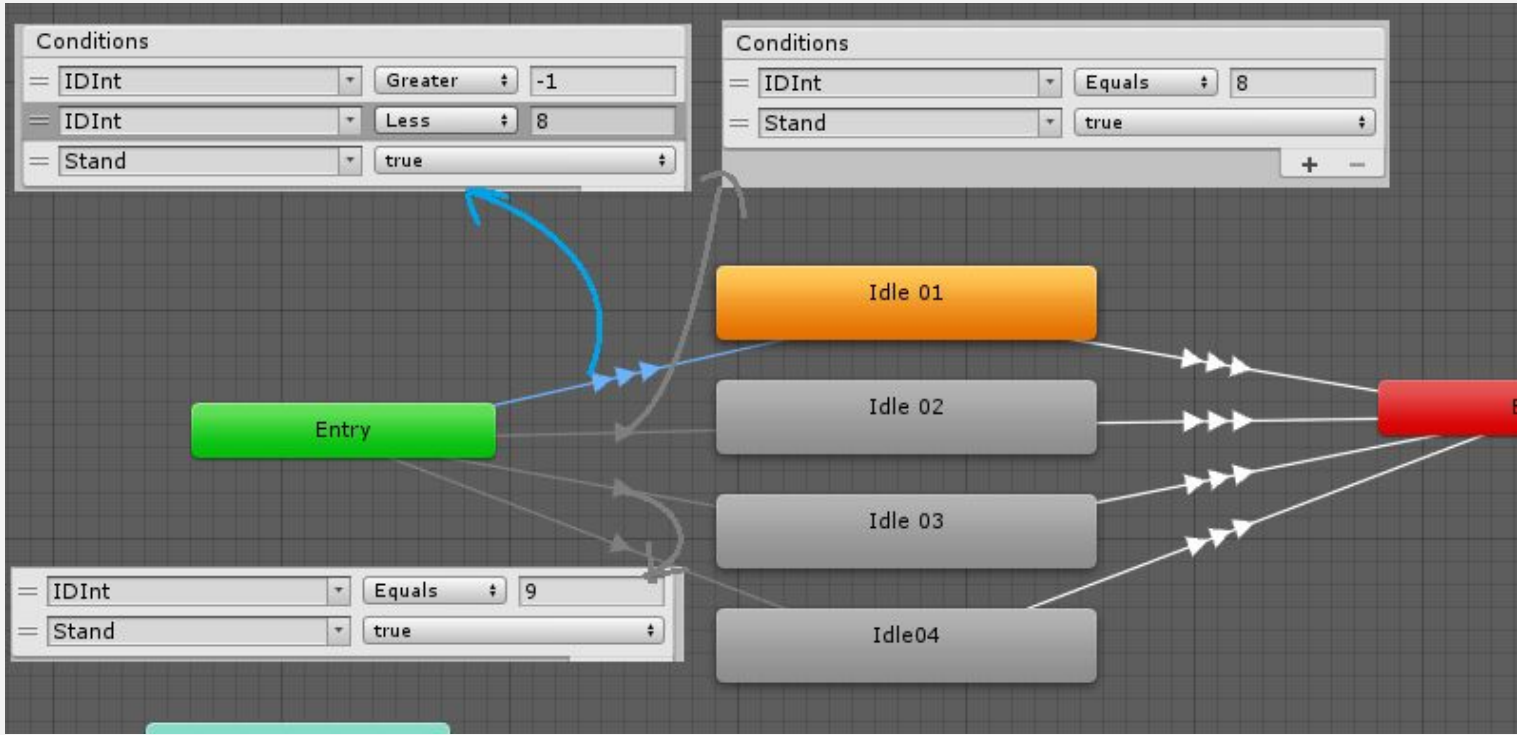 Conditions
IDInt Greater -1
IDInt Less 8
Stand true
Conditions
IDInt Equals 8
Stand true
+ −
Idle 01
Idle 02
Entry
Idle 03
IDInt Equals 9
Stand true
Idle04